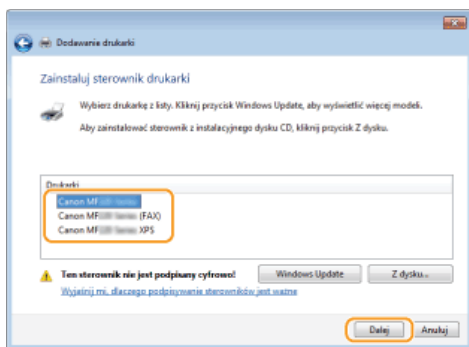 Dodawanie drukarki
Zainstaluj sterownik drukarki
Wybierz drukarkę z listy. Kliknij przycisk Windows Update, aby wyświetlić więcej modeli.
Aby zainstalować sterownik z instalacyjnego dysku CD, kliknij przycisk Z dysku.
Drukarki
Canon MF
Canon MF (FAX)
Canon MF XPS
Ten sterownik nie jest podpisany cyfrowo!
Windows Update
Z dysku...
Wyjaśnij mi, dlaczego podpisywanie sterowników jest ważne
Dalej
Anuluj